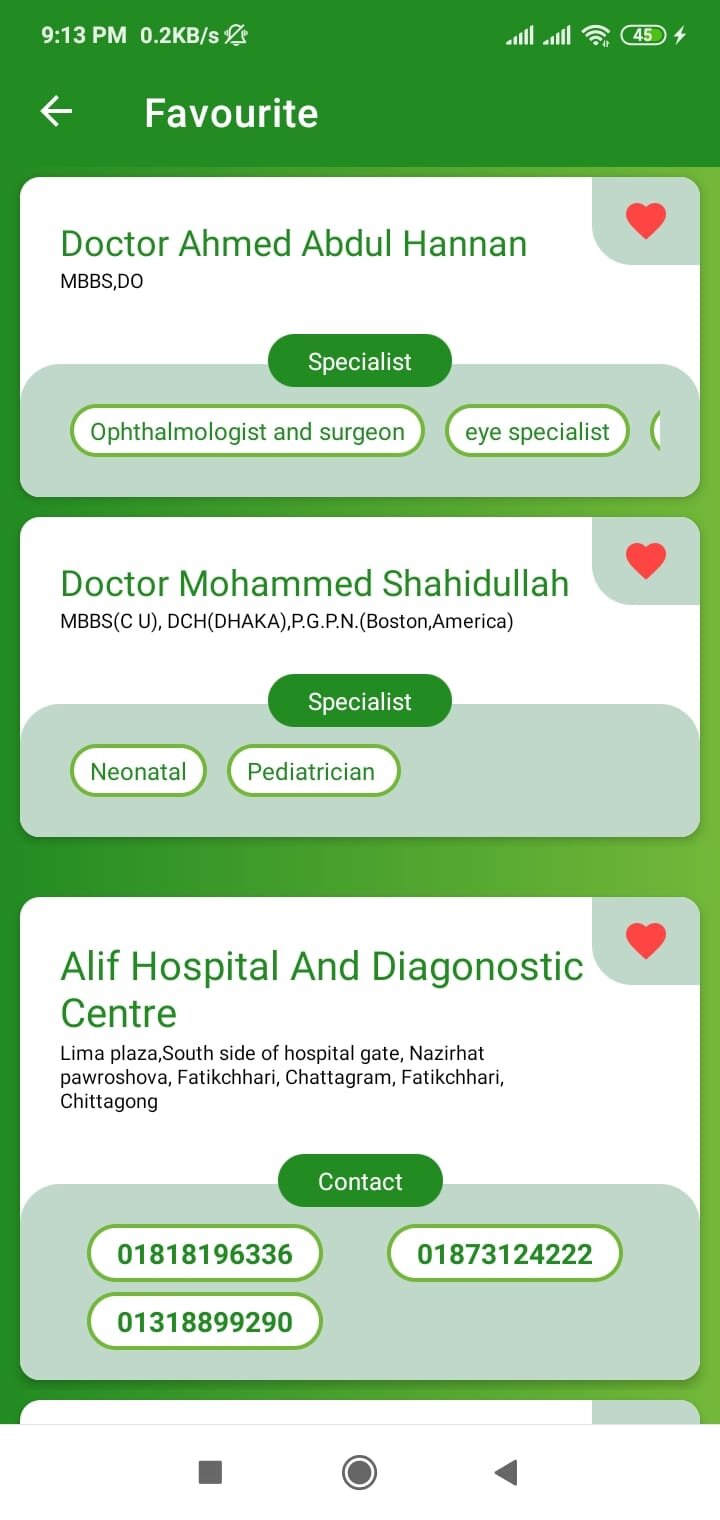 9:13 PM 0.2KB/s 45
Favourite
Doctor Ahmed Abdul Hannan
MBBS,DO
Specialist
Ophthalmologist and surgeon eye specialist
Doctor Mohammed Shahidullah
MBBS(C U), DCH(DHAKA),P.G.P.N.(Boston,America)
Specialist
Neonatal Pediatrician
Alif Hospital And Diagonostic
Centre
Lima plaza,South side of hospital gate, Nazirhat
pawroshova, Fatikchhari, Chattagram, Fatikchhari,
Chittagong
Contact
01818196336 01873124222
01318899290